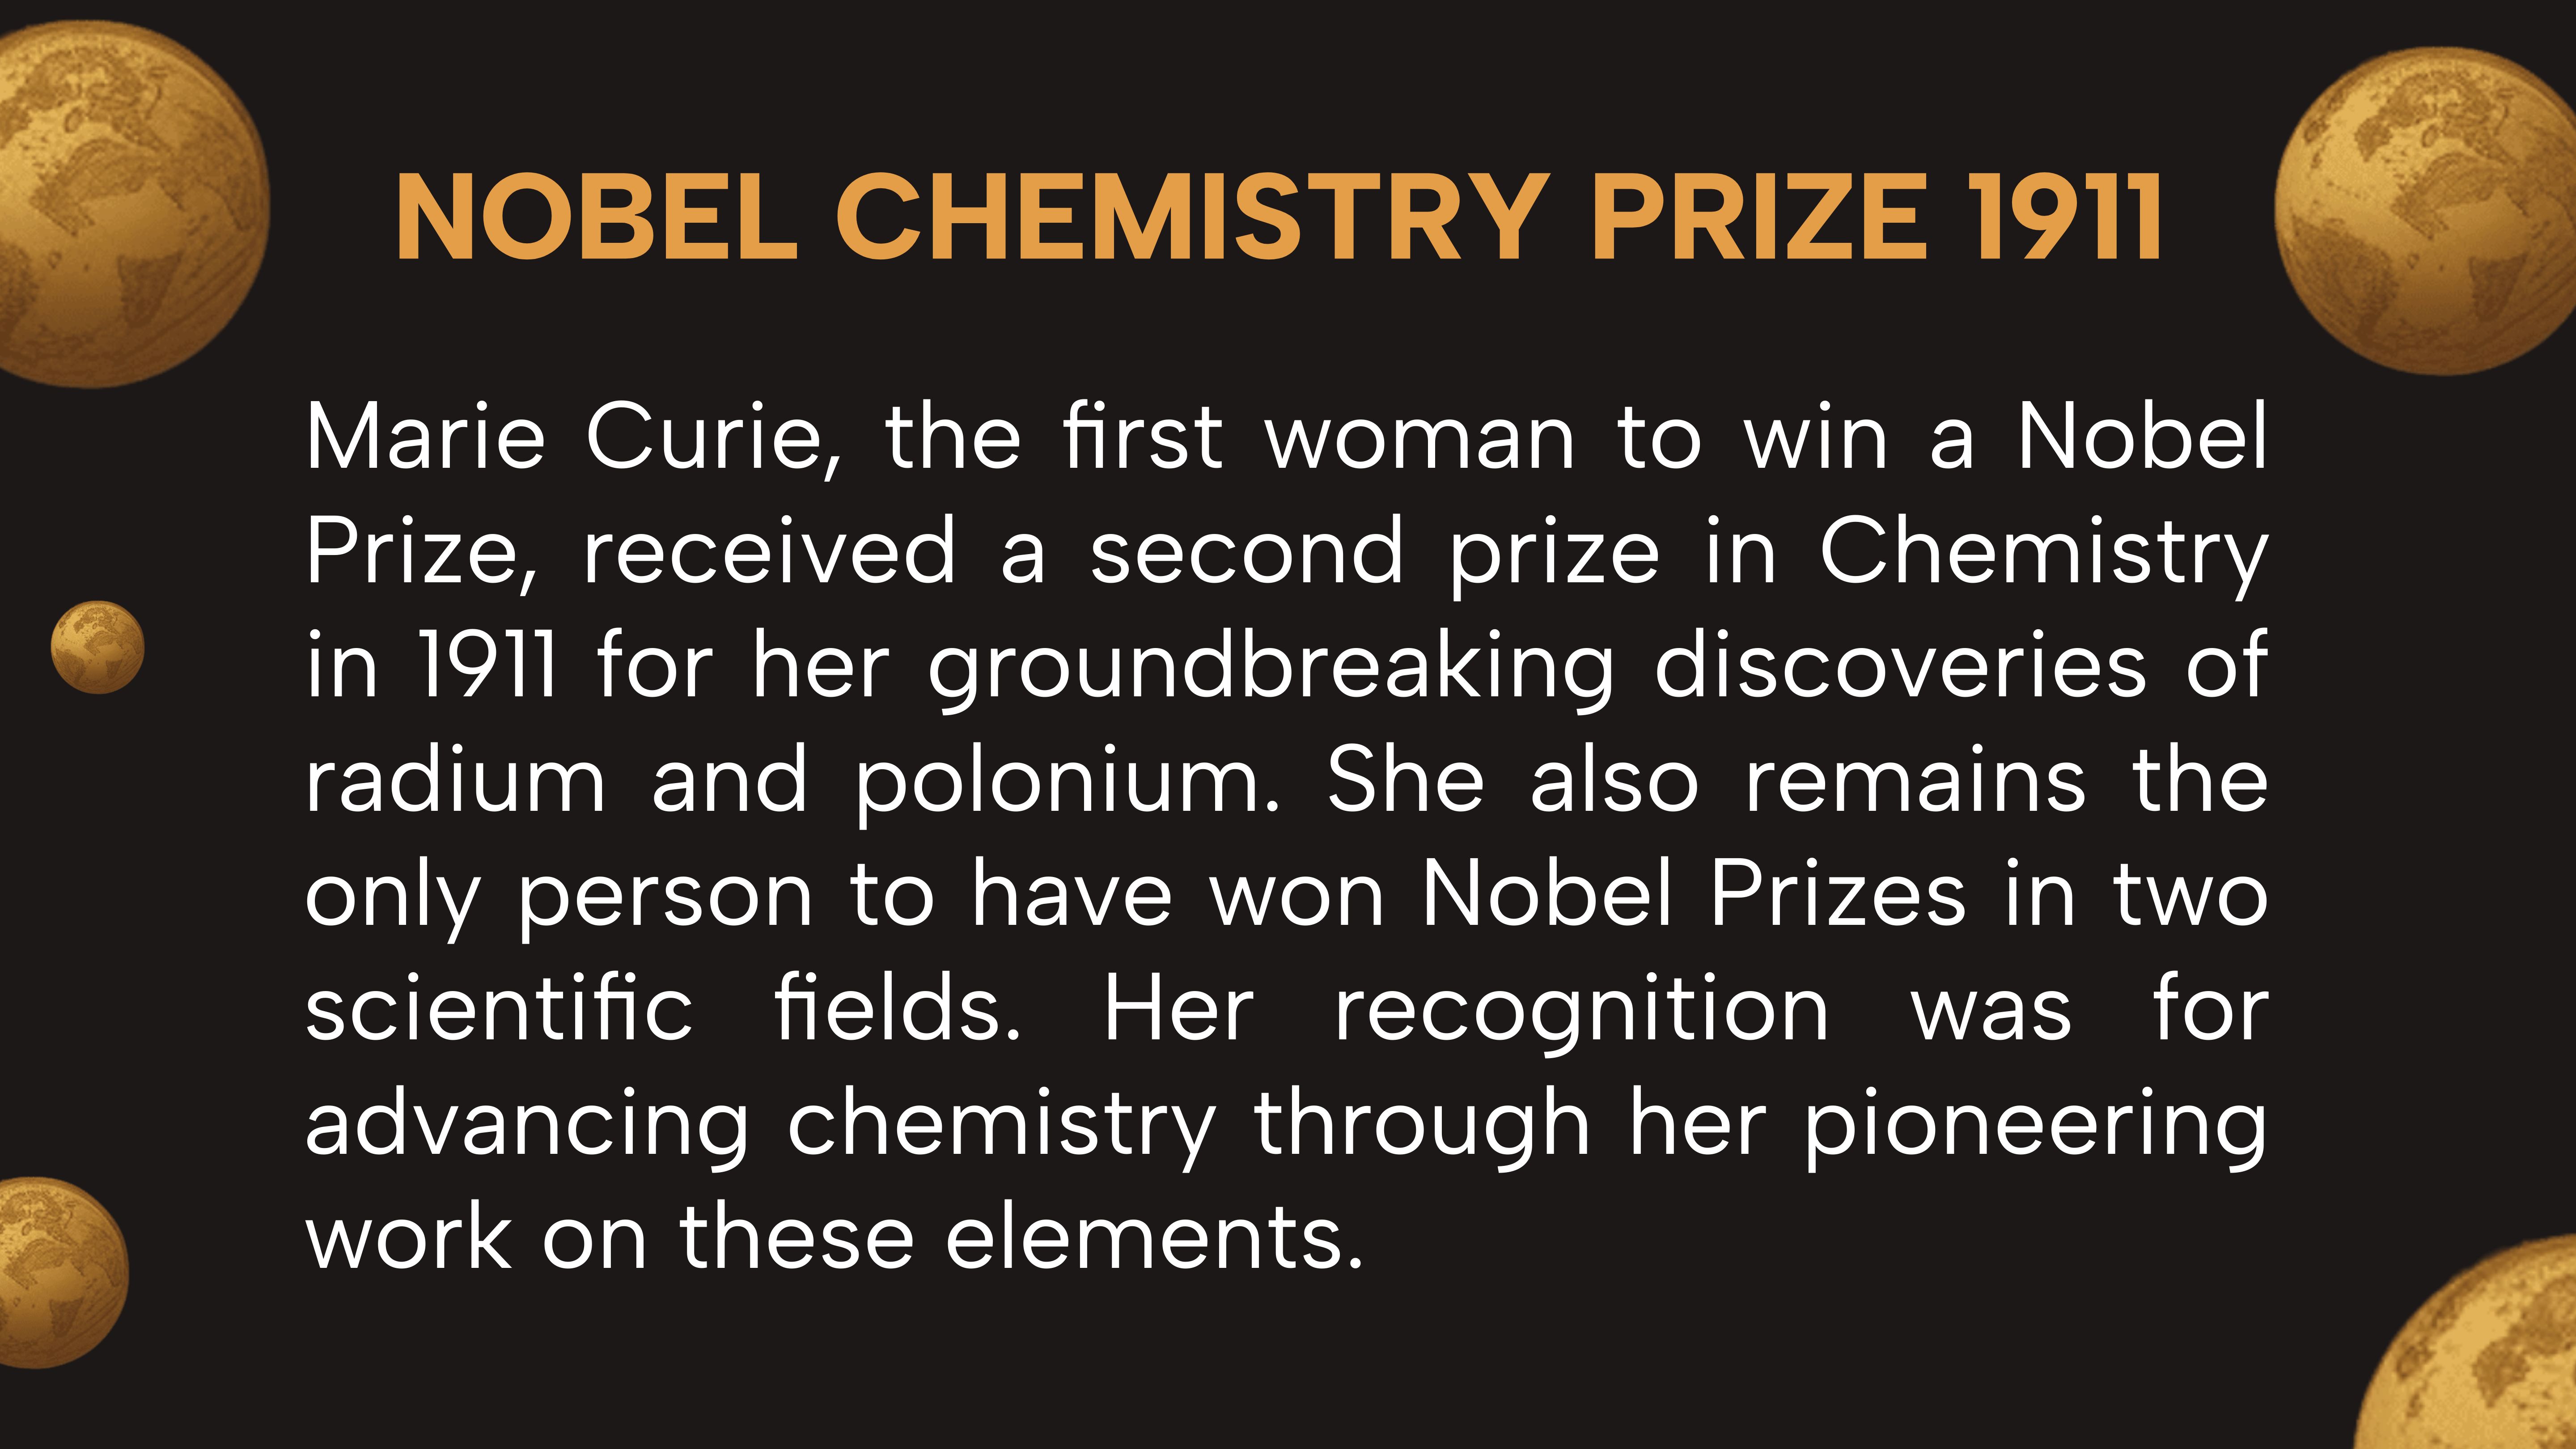 NOBEL CHEMISTRY PRIZE 1911
Marie Curie, the first woman to win a Nobel
Prize, received a second prize in Chemistry
in 1911 for her groundbreaking discoveries of
radium and polonium. She also remains the
only person to have won Nobel Prizes in two
scientific fields. Her recognition was for
advancing chemistry through her pioneering
work on these elements.